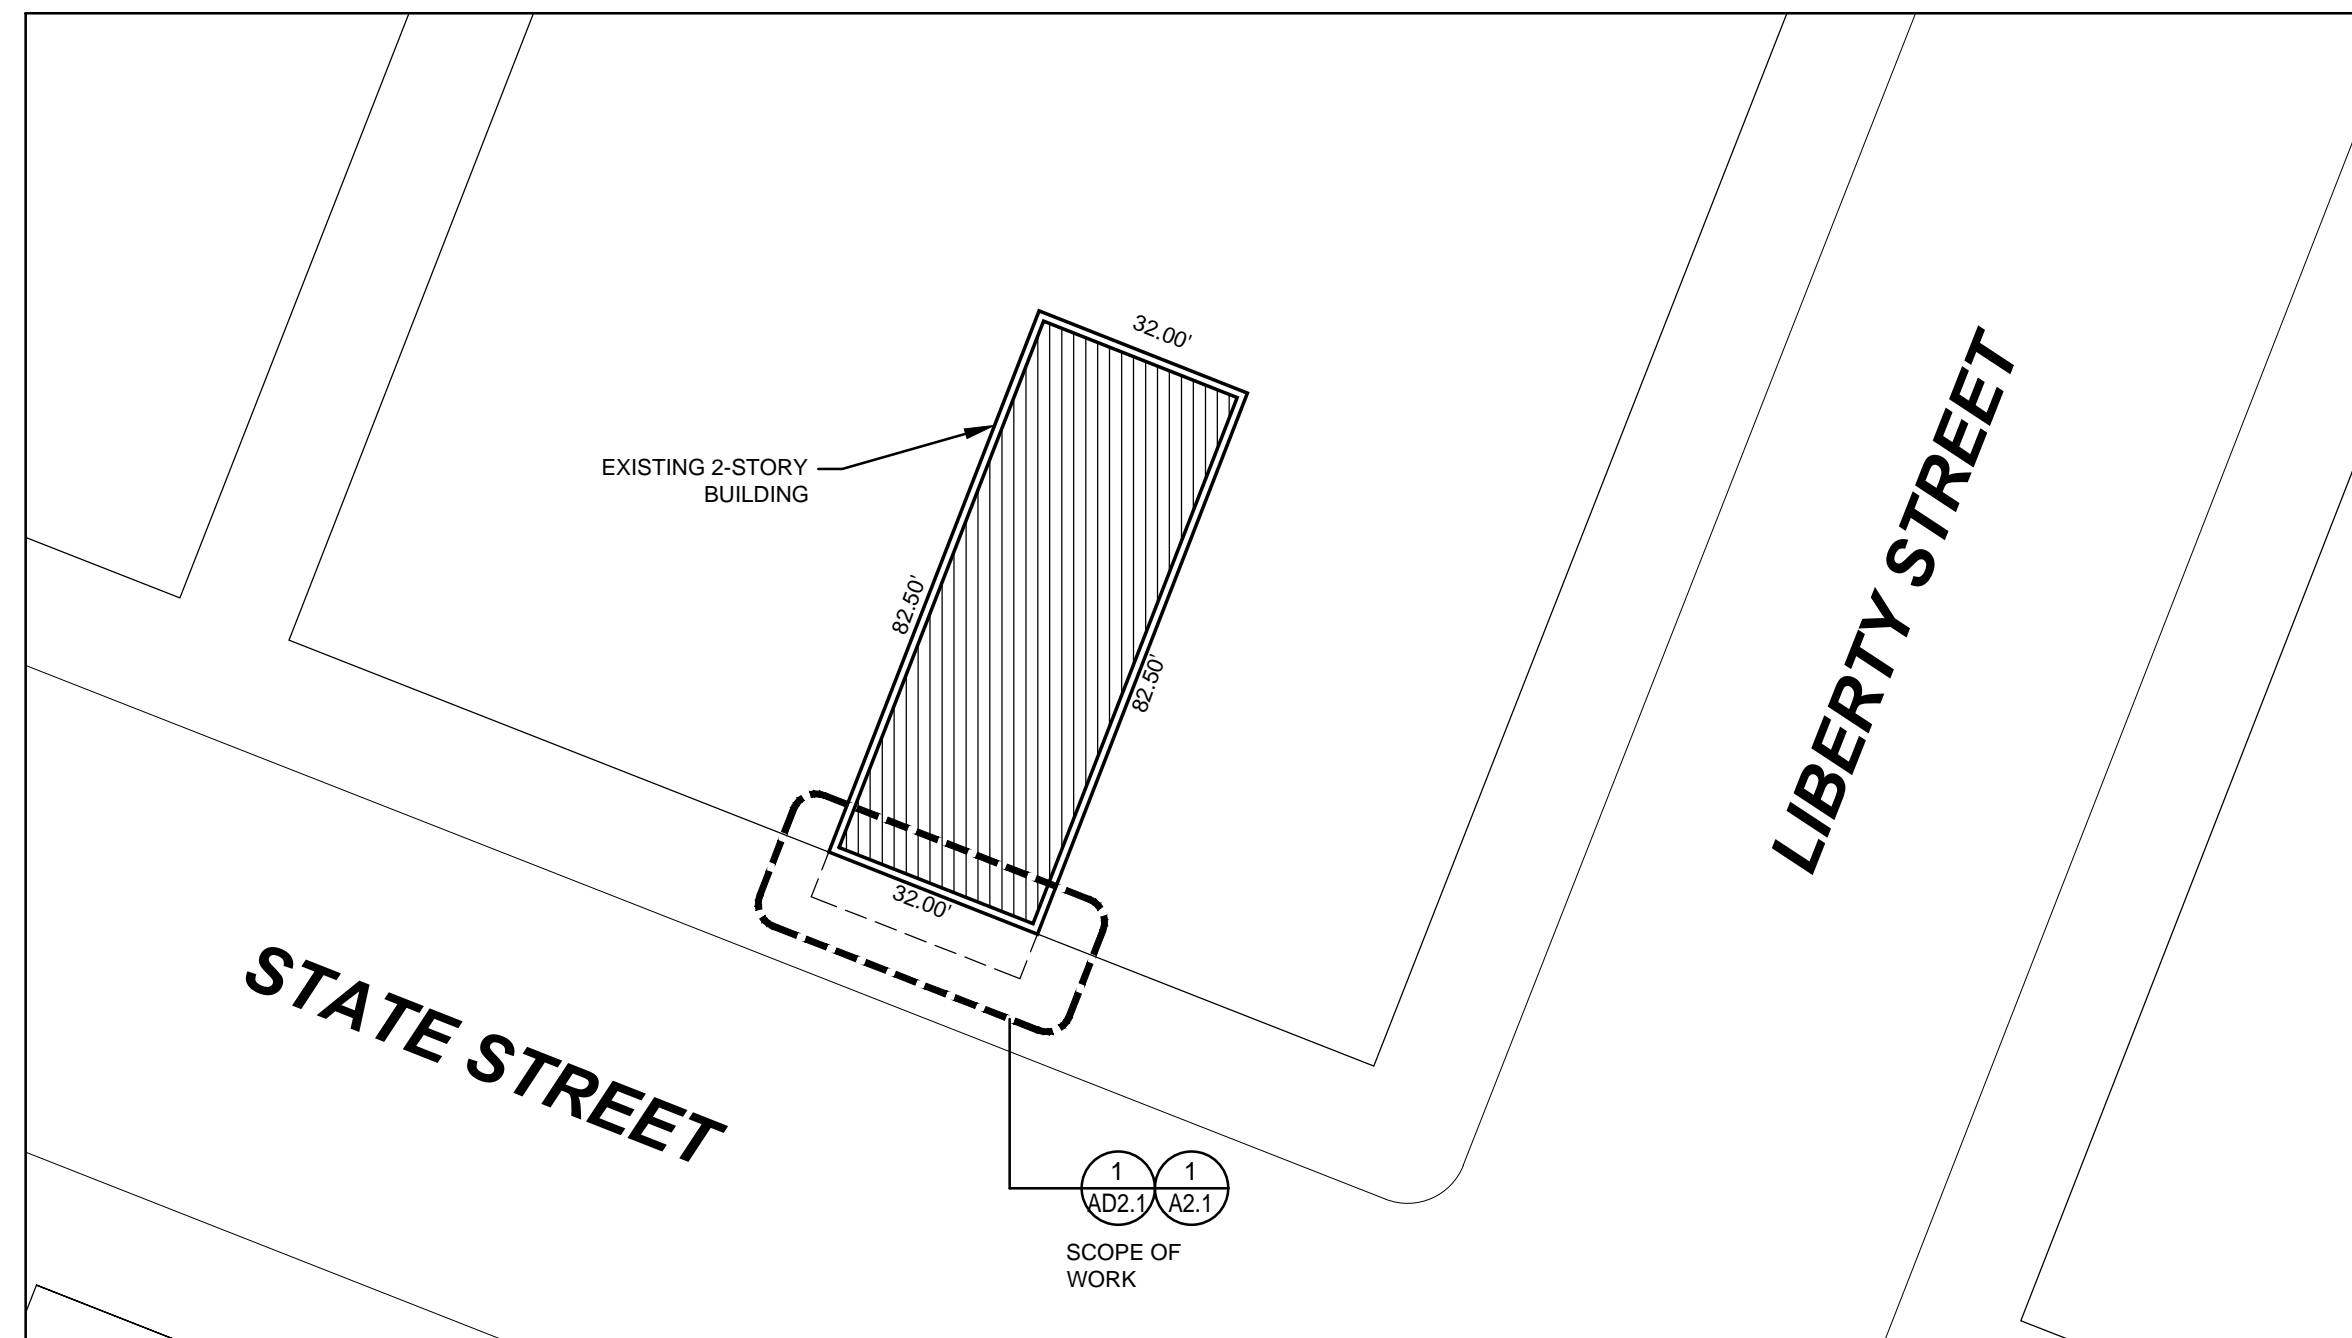 32.00'
EXISTING 2-STORY
BUILDING
82.50'
82.50'
LIBERTY STREET
32.00'
STATE STREET
1
AD2.1
1
A2.1
SCOPE OF
WORK